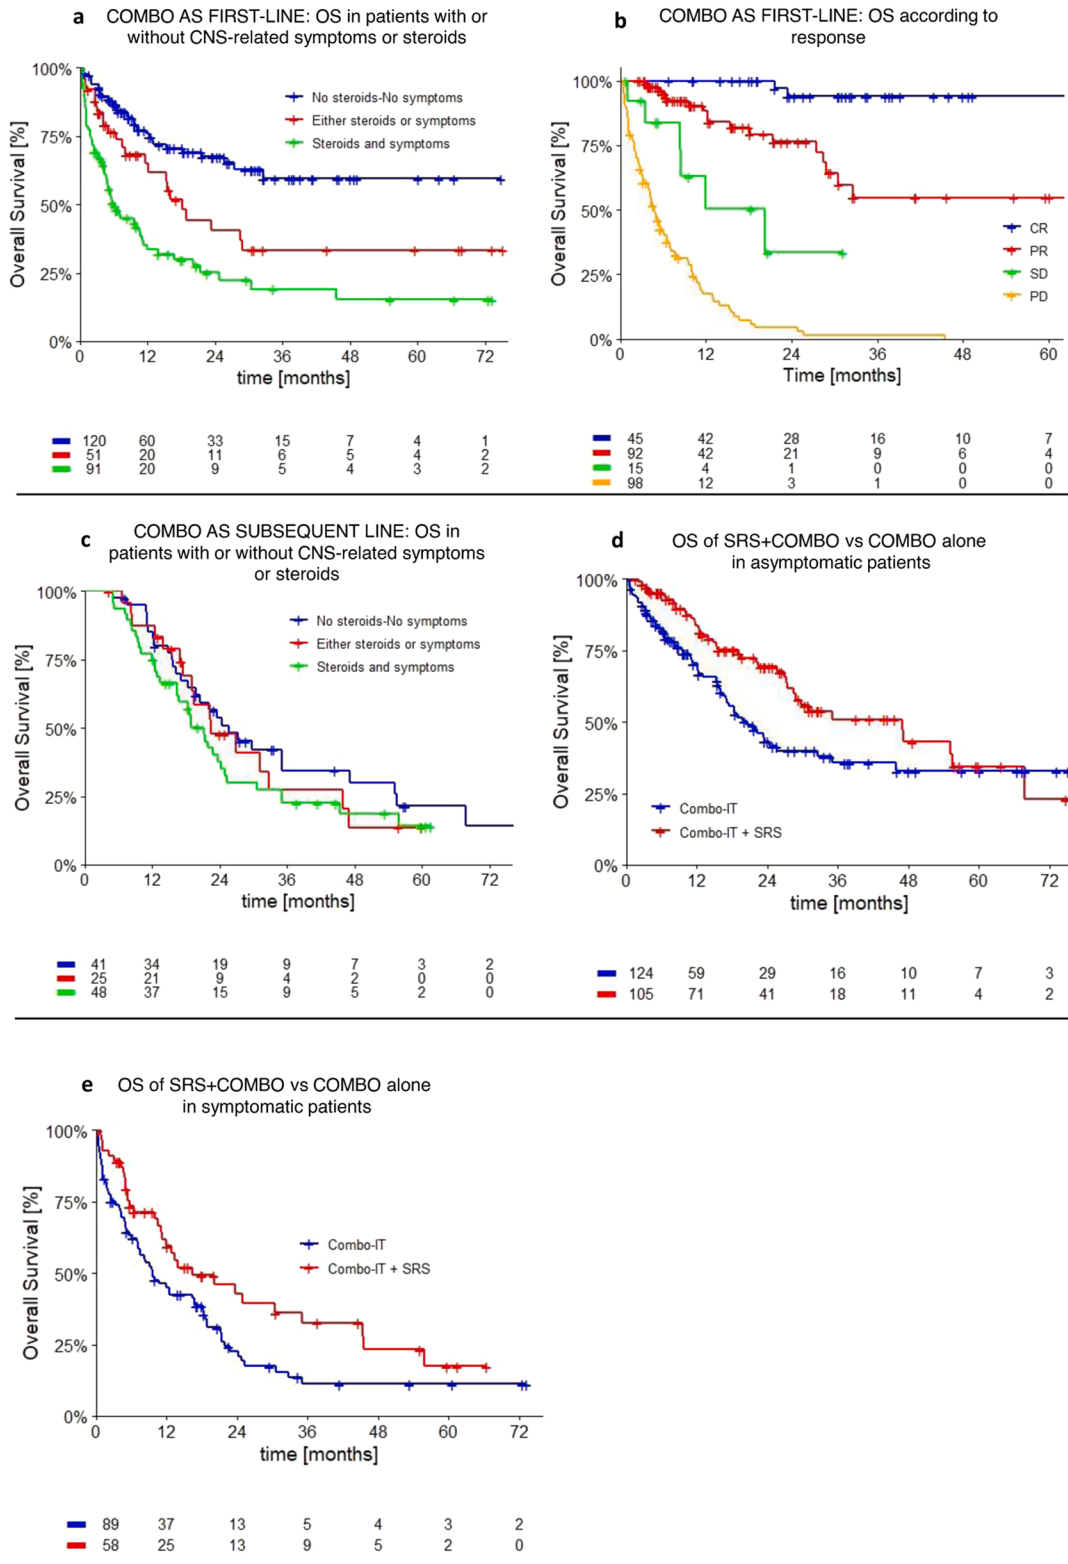 a COMBO AS FIRST-LINE: OS in patients with or
without CNS-related symptoms or steroids
Overall Survival [%]
100%
75%
50%
25%
0%
No steroids-No symptoms
Either steroids or symptoms
Steroids and symptoms
0 12 24 36 48 60 72
time [months]
120 60 33 15 7 4 1
51 20 11 6 5 4 2
91 20 9 5 4 3 2
b COMBO AS FIRST-LINE: OS according to
response
Overall Survival [%]
100%
75%
50%
25%
0%
CR
PR
SD
PD
0 12 24 36 48 60
Time [months]
45 42 28 16 10 7
92 42 21 9 6 4
15 4 1 0 0 0
98 12 3 1 0 0
c COMBO AS SUBSEQUENT LINE: OS in
patients with or without CNS-related symptoms
or steroids
Overall Survival [%]
100%
75%
50%
25%
0%
No steroids-No symptoms
Either steroids or symptoms
Steroids and symptoms
0 12 24 36 48 60 72
time [months]
41 34 19 9 7 3 2
25 21 9 4 2 0 0
48 37 15 9 5 2 0
d OS of SRS+COMBO vs COMBO alone
in asymptomatic patients
Overall Survival [%]
100%
75%
50%
25%
0%
Combo-IT
Combo-IT + SRS
0 12 24 36 48 60 72
time [months]
124 59 29 16 10 7 3
105 71 41 18 11 4 2
e OS of SRS+COMBO vs COMBO alone
in symptomatic patients
Overall Survival [%]
100%
75%
50%
25%
0%
Combo-IT
Combo-IT + SRS
0 12 24 36 48 60 72
time [months]
89 37 13 5 4 3 2
58 25 13 9 5 2 0